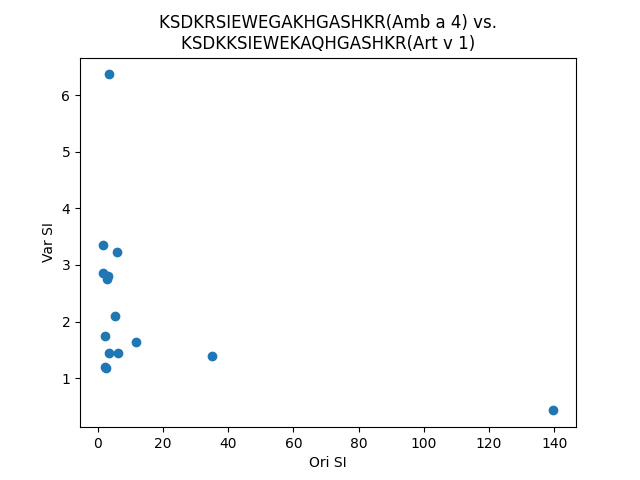 KSDKRSIEWEGAKHGASHKR(Amb a 4) vs.
KSDKKSIEWEKAQHGASHKR(Art v 1)
6
5
4
3
2
1
Var SI
0 20 40 60 80 100 120 140
Ori SI